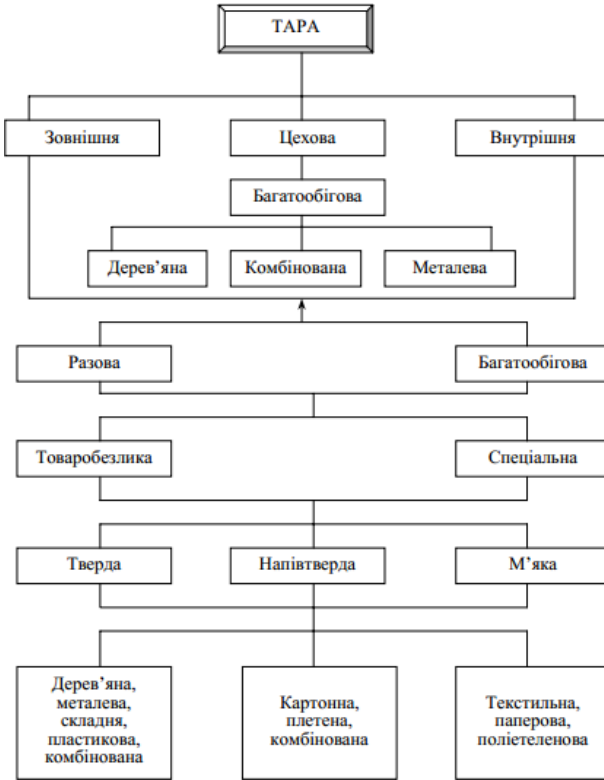 ТАРА
Зовнішня
Цехова
Внутрішня
Багатообігова
Дерев’яна
Комбінована
Металева
Разова
Багатообігова
Товаробезлика
Спеціальна
Тверда
Напівтверда
М’яка
Дерев’яна,
металева,
складня,
пластикова,
комбінована
Картонна,
плетена,
комбінована
Текстильна,
паперова,
поліетеленова